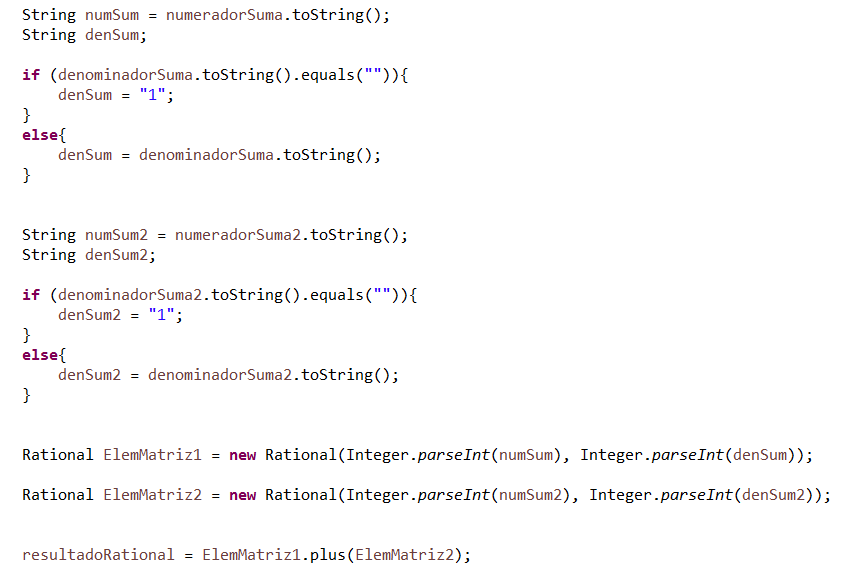 String numSum = numeradorSuma.toString();
String denSum;
if (denominadorSuma.toString().equals("")){
denSum = "1";
}
else{
denSum = denominadorSuma.toString();
}
String numSum2 = numeradorSuma2.toString();
String denSum2;
if (denominadorSuma2.toString().equals("")){
denSum2 = "1";
}
else{
denSum2 = denominadorSuma2.toString();
}
Rational ElemMatriz1 = new Rational(Integer.parseInt(numSum), Integer.parseInt(denSum));
Rational ElemMatriz2 = new Rational(Integer.parseInt(numSum2), Integer.parseInt(denSum2));
resultadoRational = ElemMatriz1.plus(ElemMatriz2);